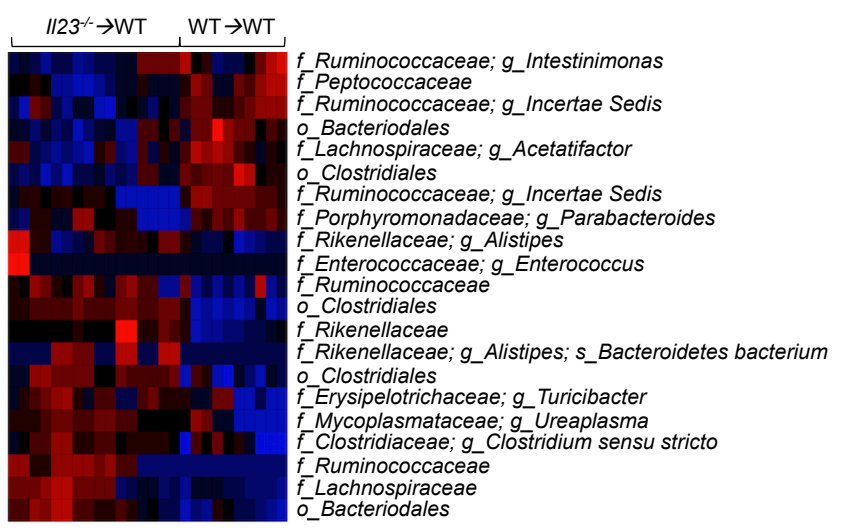 Il23-/-→WT WT→WT
f_Ruminococcaceae; g_Intestinimonas
f_Peptococcaceae
f_Ruminococcaceae; g_Incertae Sedis
o_Bacteriodales
f_Lachnospiraceae; g_Acetatifactor
o_Clostridiales
f_Ruminococcaceae; g_Incertae Sedis
f_Porphyromonadaceae; g_Parabacteroides
f_Rikenellaceae; g_Alistipes
f_Enterococcaceae; g_Enterococcus
f_Ruminococcaceae
o_Clostridiales
f_Rikenellaceae
f_Rikenellaceae; g_Alistipes; s_Bacteroidetes bacterium
o_Clostridiales
f_Erysipelotrichaceae; g_Turicibacter
f_Mycoplasmataceae; g_Ureaplasma
f_Clostridiaceae; g_Clostridium sensu stricto
f_Ruminococcaceae
f_Lachnospiraceae
o_Bacteriodales